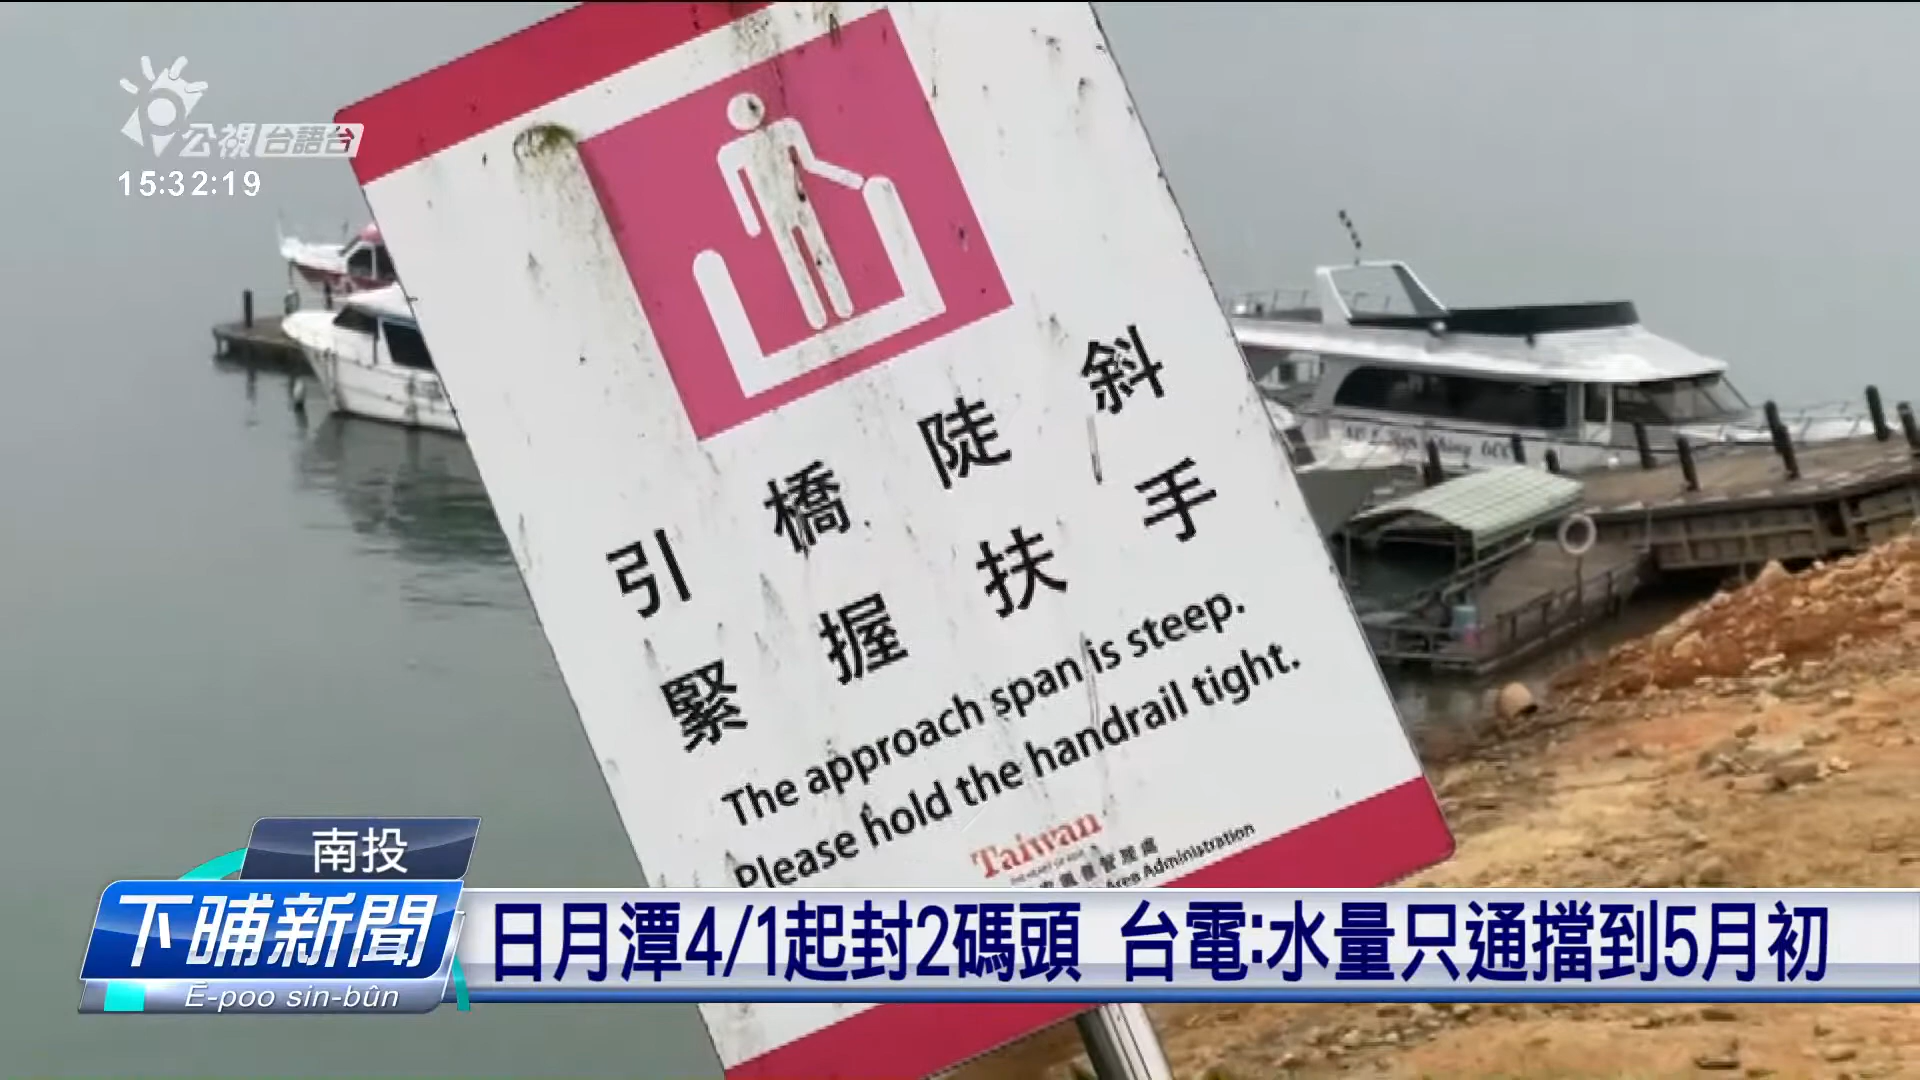 公視台語台
15:32:19
引橋陡斜
緊握扶手
The approach span is steep.
Please hold the handrail tight.
Taiwan
Area Administration
南投
下晡新聞
日月潭4/1起封2碼頭 台電:水量只通擋到5月初
Ē-poo sin-bûn